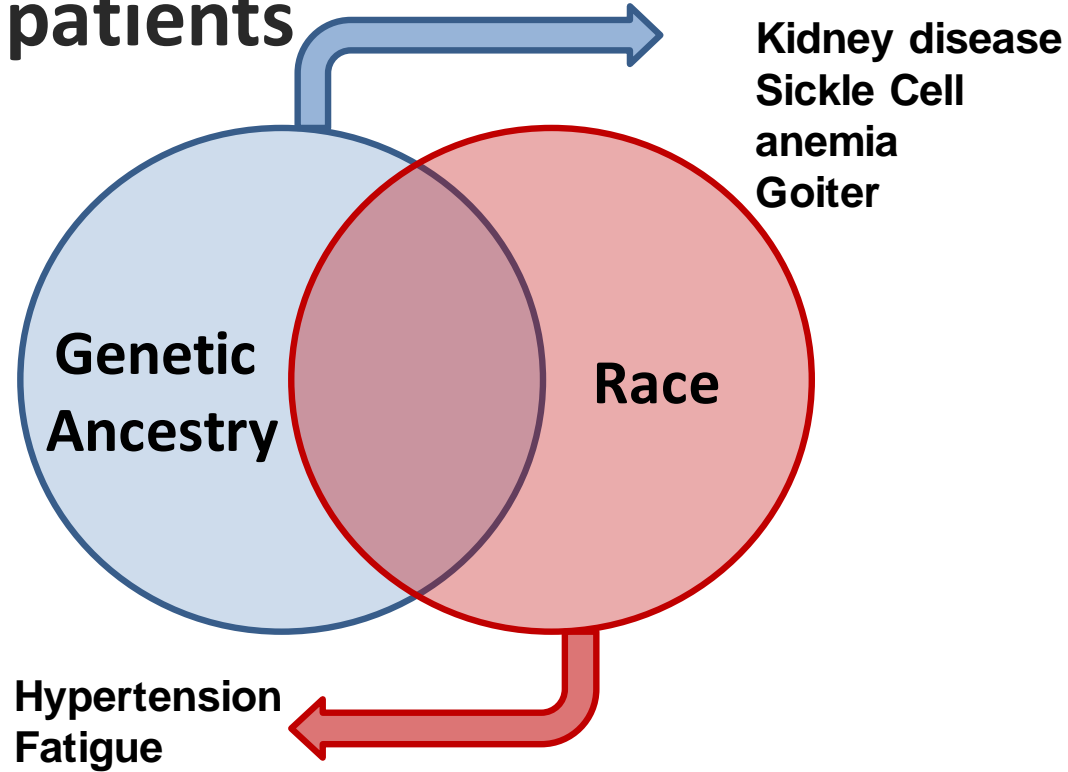 patients
Kidney disease
Sickle Cell
anemia
Goiter
Genetic
Ancestry
Race
Hypertension
Fatigue